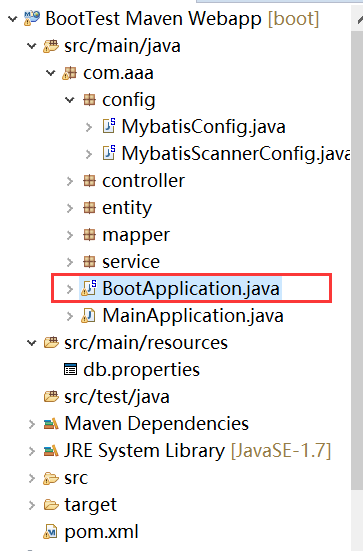 BootTest Maven Webapp [boot]
src/main/java
com.aaa
config
MybatisConfig.java
MybatisScannerConfig.java
controller
entity
mapper
service
BootApplication.java
MainApplication.java
src/main/resources
db.properties
src/test/java
Maven Dependencies
JRE System Library [JavaSE-1.7]
src
target
pom.xml